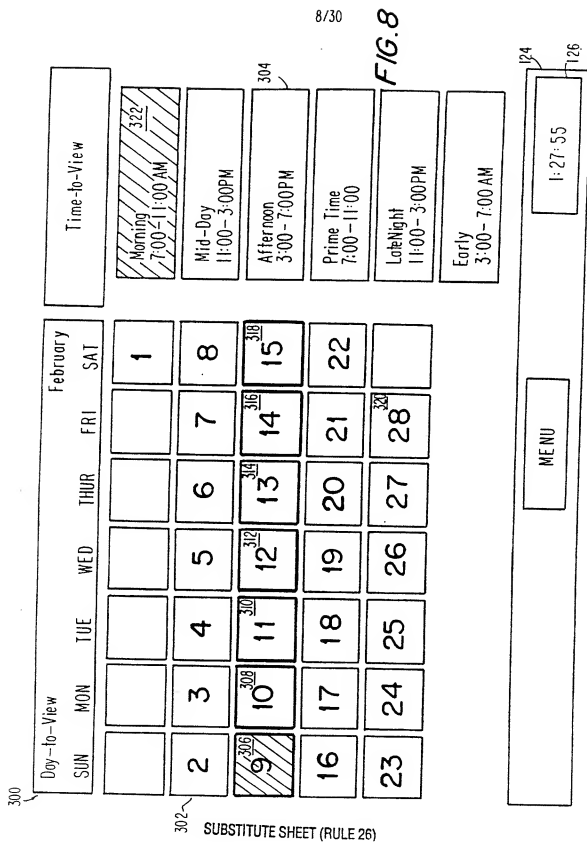 8/30
FIG.8
300
Day-to-View February
SUN MON TUE WED THUR FRI SAT
1
302
2 3 4 5 6 7 8
306 308 310 312 314 316 318
9 10 11 12 13 14 15
16 17 18 19 20 21 22
320
23 24 25 26 27 28
Time-to-View
322
Morning
7:00-11:00 AM
Mid-Day
11:00-3:00PM
304
Afternoon
3:00-7:00PM
Prime Time
7:00-11:00
LateNight
11:00-3:00PM
Early
3:00-7:00AM
124
MENU
126
1:27:55
SUBSTITUTE SHEET (RULE 26)